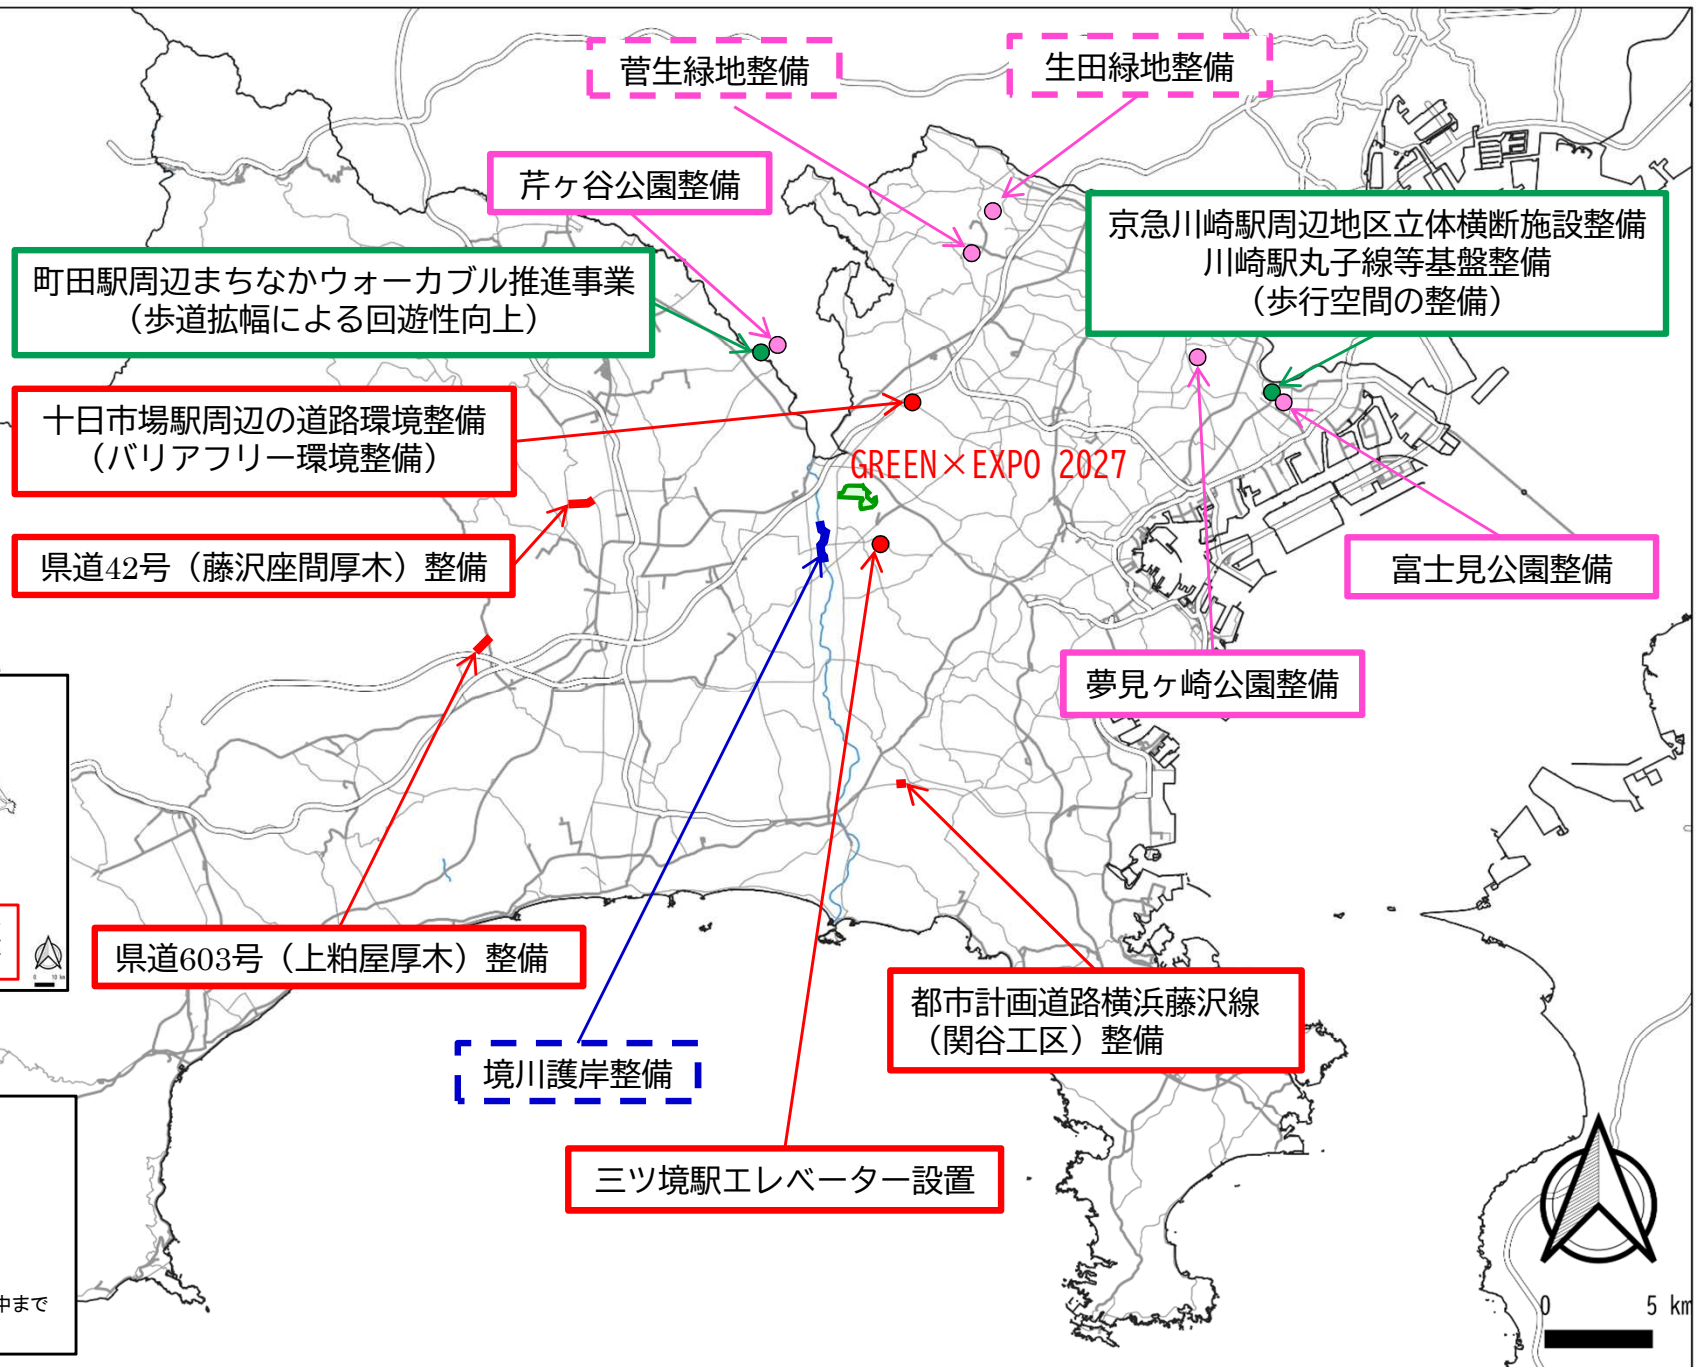 菅生緑地整備
生田緑地整備
芹ヶ谷公園整備
京急川崎駅周辺地区立体横断施設整備
川崎駅丸子線等基盤整備
（歩行空間の整備）
町田駅周辺まちなかウォーカブル推進事業
（歩道拡幅による回遊性向上）
十日市場駅周辺の道路環境整備
（バリアフリー環境整備）
GREEN×EXPO 2027
県道42号（藤沢座間厚木）整備
富士見公園整備
夢見ヶ崎公園整備
県道603号（上粕屋厚木）整備
都市計画道路横浜藤沢線
（関谷工区）整備
境川護岸整備
三ツ境駅エレベーター設置
中まで
0 5 km
0 10 km